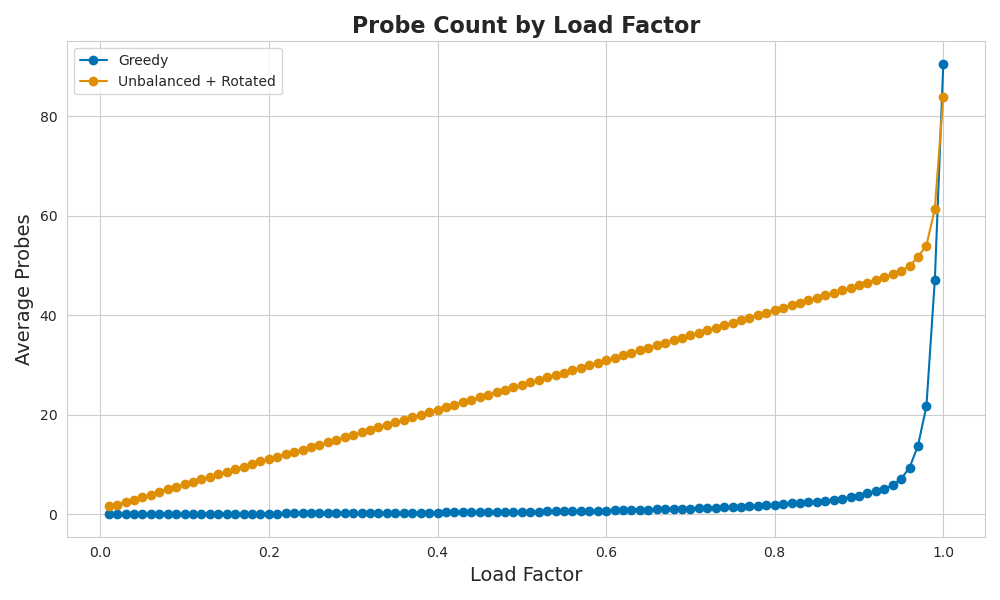 Probe Count by Load Factor
Greedy
Unbalanced + Rotated
Average Probes
80
60
40
20
0
0.0 0.2 0.4 0.6 0.8 1.0
Load Factor